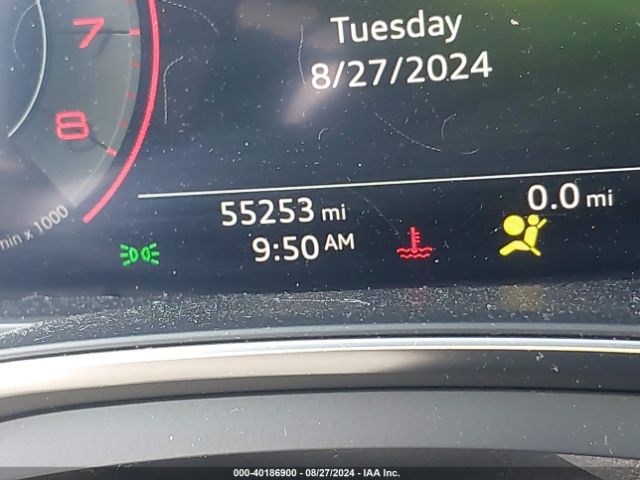 7
Tuesday
8/27/2024
8
min x 1000
55253 mi
0.0 mi
9:50 AM
000-40186900 - 08/27/2024 - IAA Inc.